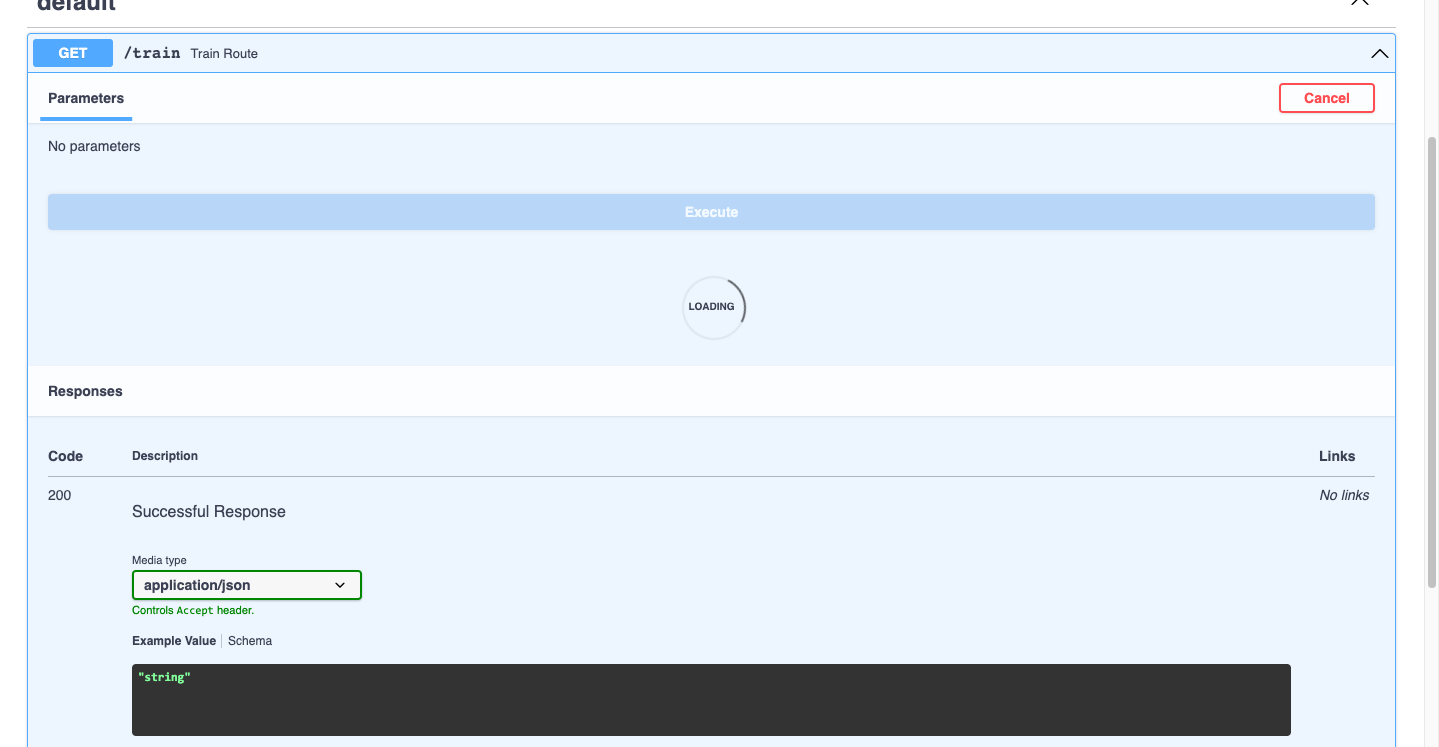 default
GET /train Train Route
Parameters
Cancel
No parameters
Execute
LOADING
Responses
Code Description Links
200 Successful Response No links
Media type
application/json
Controls Accept header.
Example Value Schema
"string"